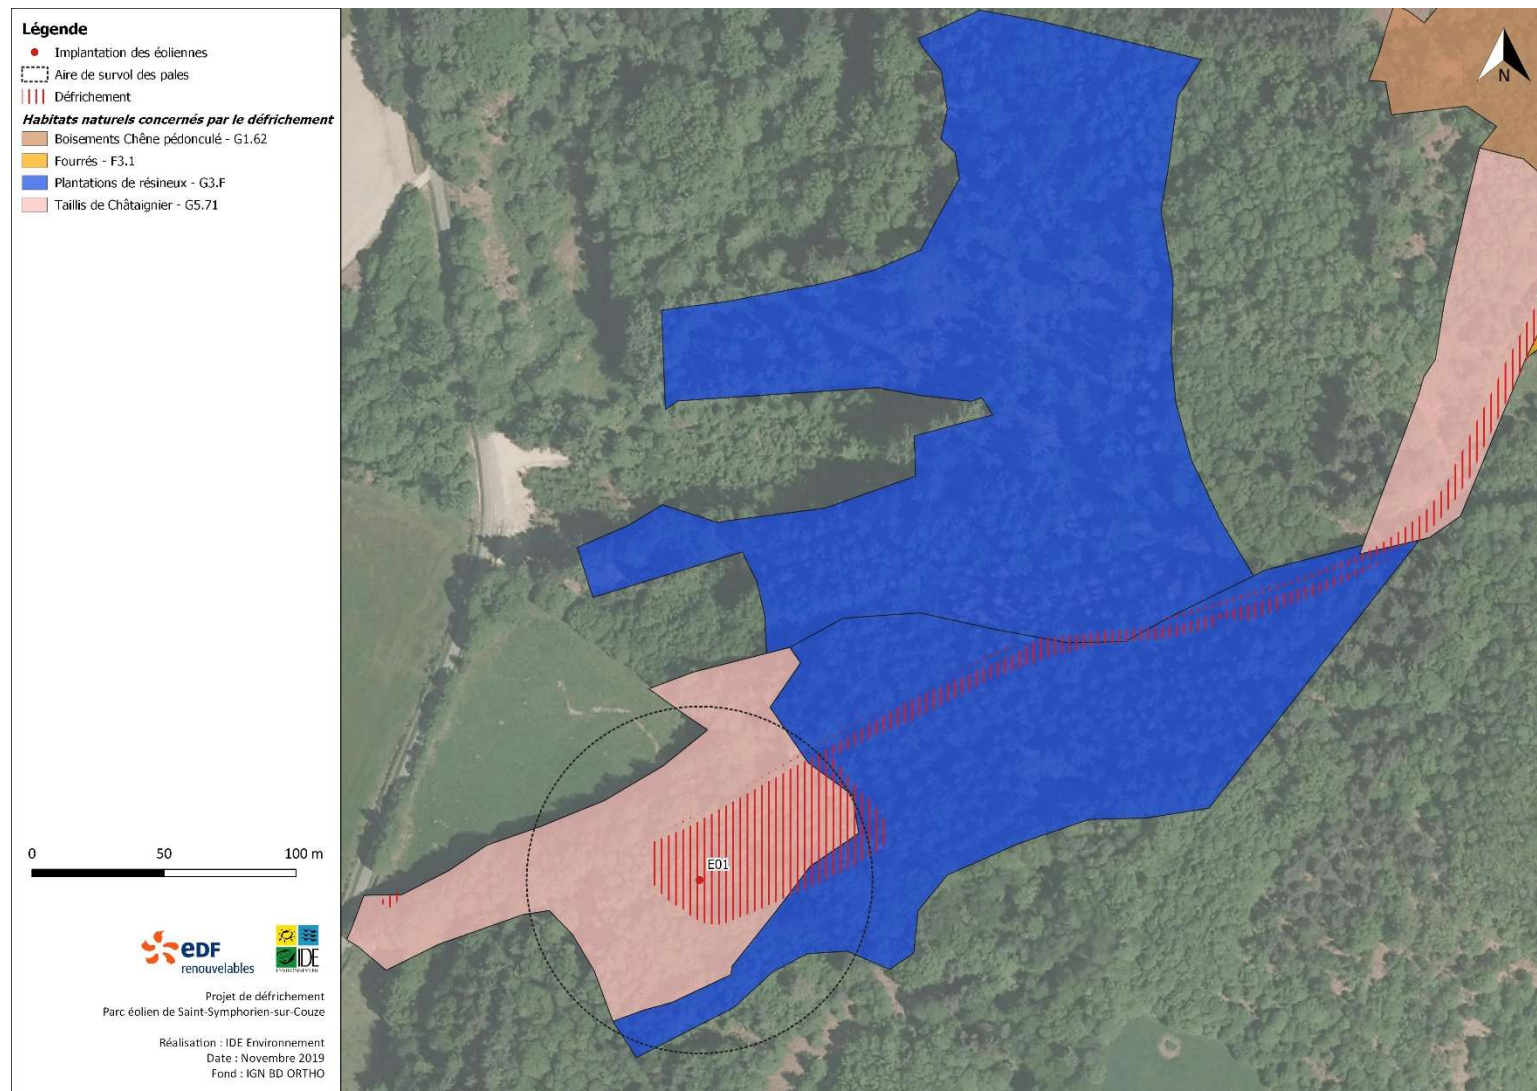 Légende
Implantation des éoliennes
Aire de survol des pales
Défrichement
Habitats naturels concernés par le défrichement
Boisements Chêne pédonculé - G1.62
Fourrés - F3.1
Plantations de résineux - G3.F
Taillis de Châtaignier - G5.71
N
E01
0 50 100 m
eDF
renouvelables
IDE
ENVIRONNEMENT
Projet de défrichement
Parc éolien de Saint-Symphorien-sur-Couze
Réalisation : IDE Environnement
Date : Novembre 2019
Fond : IGN BD ORTHO